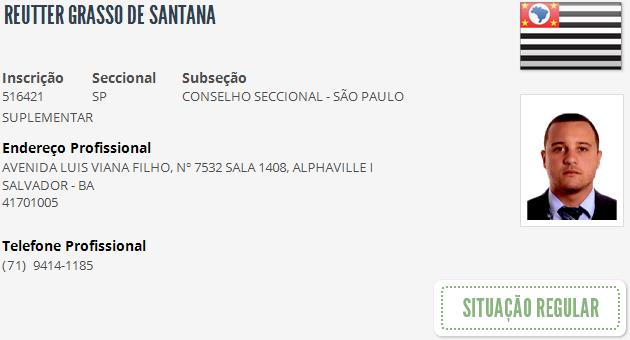 REUTTER GRASSO DE SANTANA
Inscrição Seccional Subseção
516421 SP CONSELHO SECCIONAL - SÃO PAULO
SUPLEMENTAR
Endereço Profissional
AVENIDA LUIS VIANA FILHO, Nº 7532 SALA 1408, ALPHAVILLE I
SALVADOR - BA
41701005
Telefone Profissional
(71) 9414-1185
SITUAÇÃO REGULAR